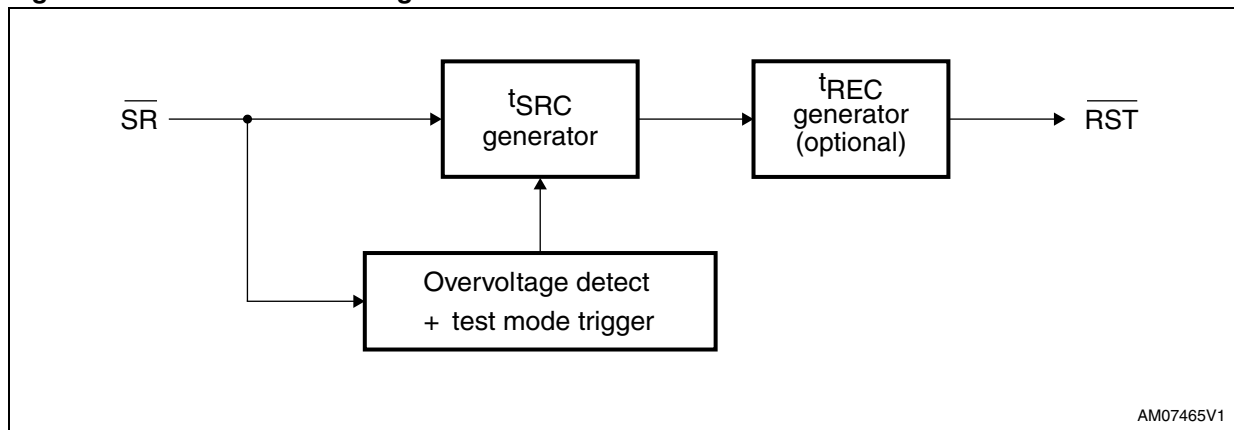 SR
tSRC
generator
tREC
generator
(optional)
RST
Overvoltage detect
+ test mode trigger
AM07465V1